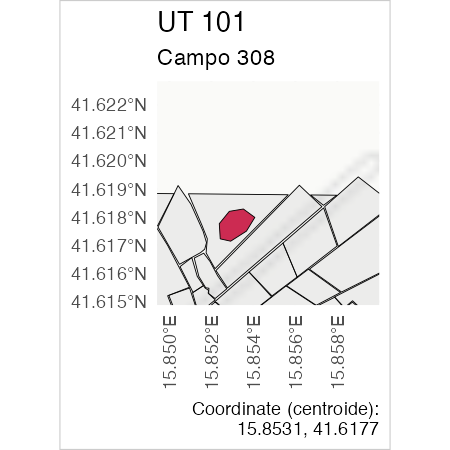 UT 101
Campo 308
41.622°N
41.621°N
41.620°N
41.619°N
41.618°N
41.617°N
41.616°N
41.615°N
15.850°E
15.852°E
15.854°E
15.856°E
15.858°E
Coordinate (centroide):
15.8531, 41.6177